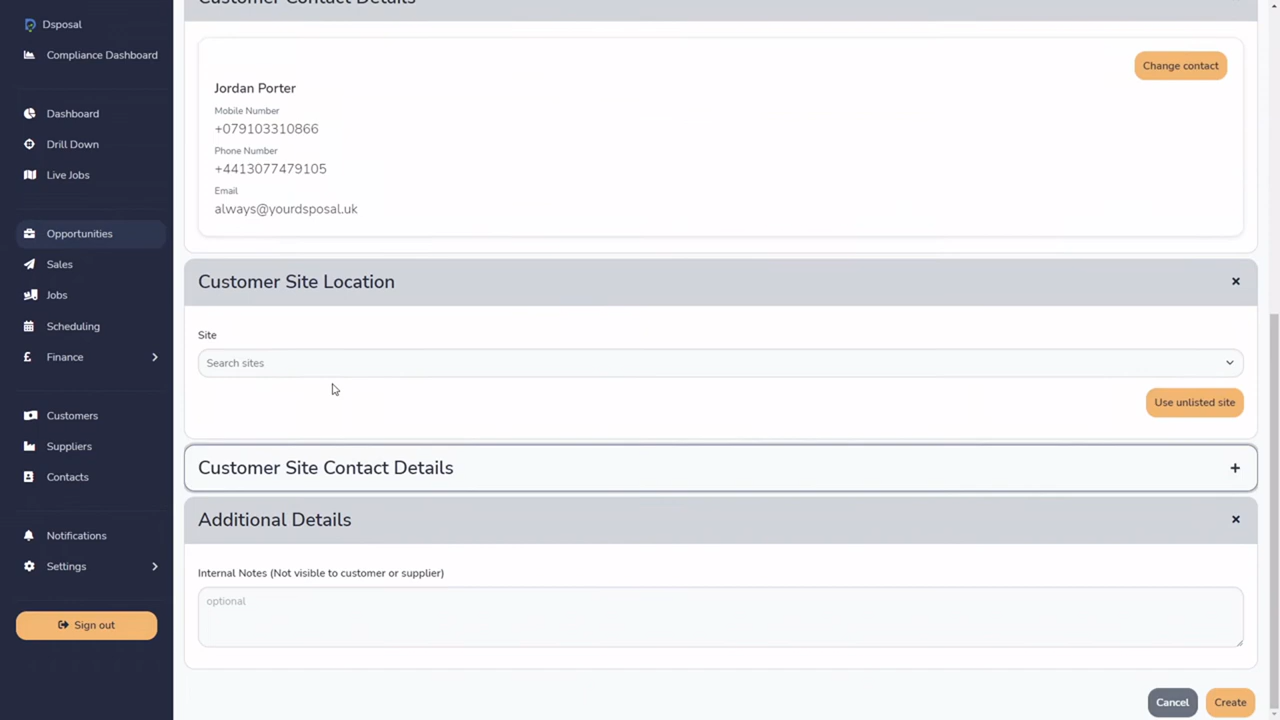 Dsposal
Compliance Dashboard
Dashboard
Drill Down
Live Jobs
Opportunities
Sales
Jobs
Scheduling
Finance
Customers
Suppliers
Contacts
Notifications
Settings
Sign out
Customer Contact Details
Change contact
Jordan Porter
Mobile Number
+079103310866
Phone Number
+4413077479105
Email
always@yourdsposal.uk
Customer Site Location
Site
Search sites
Use unlisted site
Customer Site Contact Details
Additional Details
Internal Notes (Not visible to customer or supplier)
optional
Cancel
Create